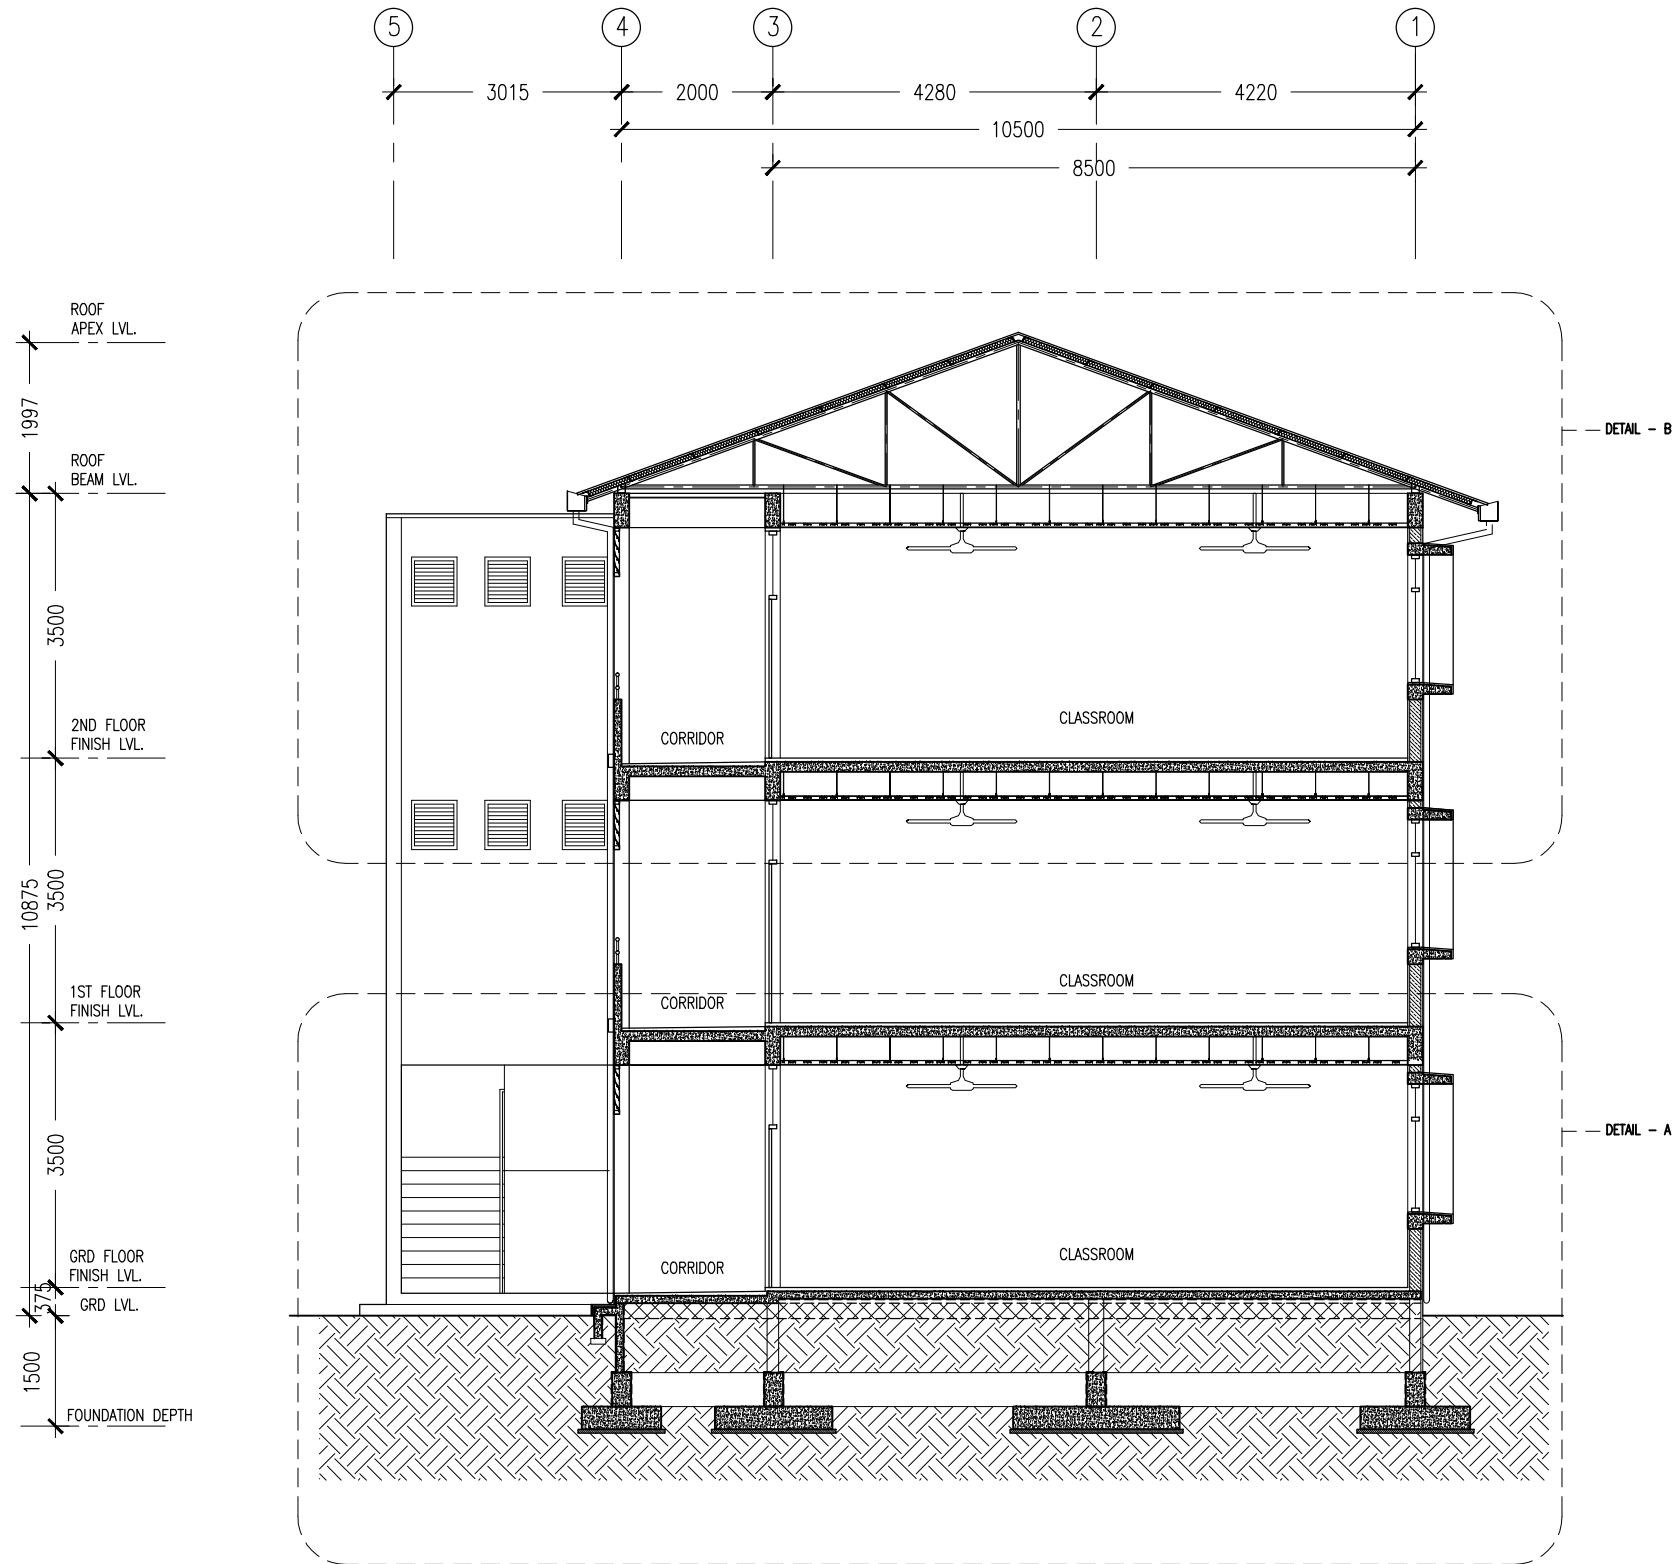 5 4 3 2 1
3015 2000 4280 4220
10500
8500
ROOF
APEX LVL.
1997
DETAIL - B
ROOF
BEAM LVL.
3500
2ND FLOOR
FINISH LVL.
CORRIDOR
CLASSROOM
10875
3500
1ST FLOOR
FINISH LVL.
CORRIDOR
CLASSROOM
3500
DETAIL - A
GRD FLOOR
FINISH LVL.
CORRIDOR
CLASSROOM
375
GRD LVL.
1500
FOUNDATION DEPTH